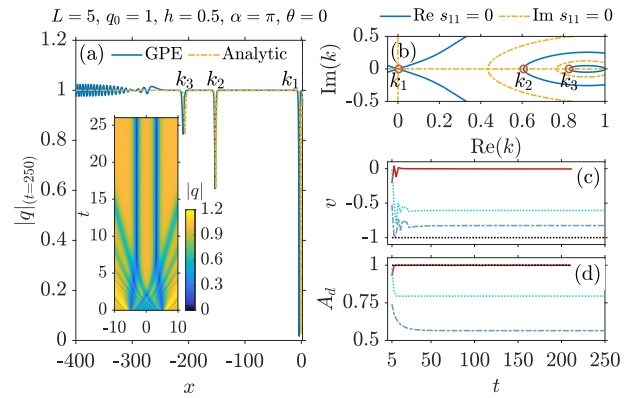 L = 5, q₀ = 1, h = 0.5, α = π, θ = 0
Re s₁₁ = 0 Im s₁₁ = 0
(a) GPE Analytic
k₃ k₂ k₁
|q|(t=250)
1.2
1
0.8
0.6
0.4
0.2
0
-400 -300 -200 -100 0
x
t
25
20
15
10
5
0
-10 0 10
|q|
1.2
0.9
0.6
0.3
0
(b)
Im(k)
0.5
0
-0.5
k₁ k₂ k₃
0 0.2 0.4 0.6 0.8 1
Re(k)
(c)
v
0
-0.5
-1
(d)
A_d
1
0.75
0.5
5 50 100 150 200 250
t